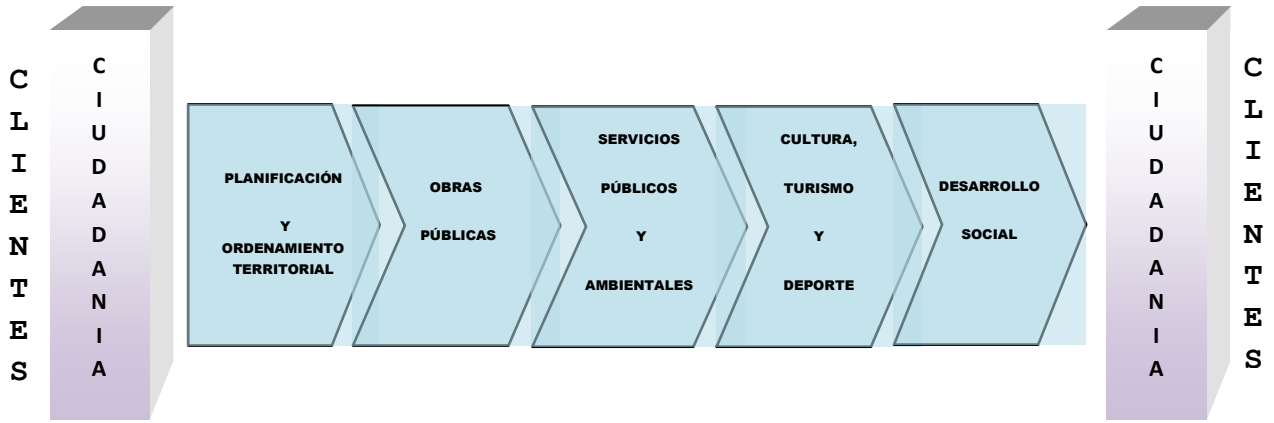 CLIENTES
CIUDADANIA
PLANIFICACIÓN
Y
ORDENAMIENTO
TERRITORIAL
OBRAS
PÚBLICAS
SERVICIOS
PÚBLICOS
Y
AMBIENTALES
CULTURA,
TURISMO
Y
DEPORTE
DESARROLLO
SOCIAL
CIUDADANIA
CLIENTES